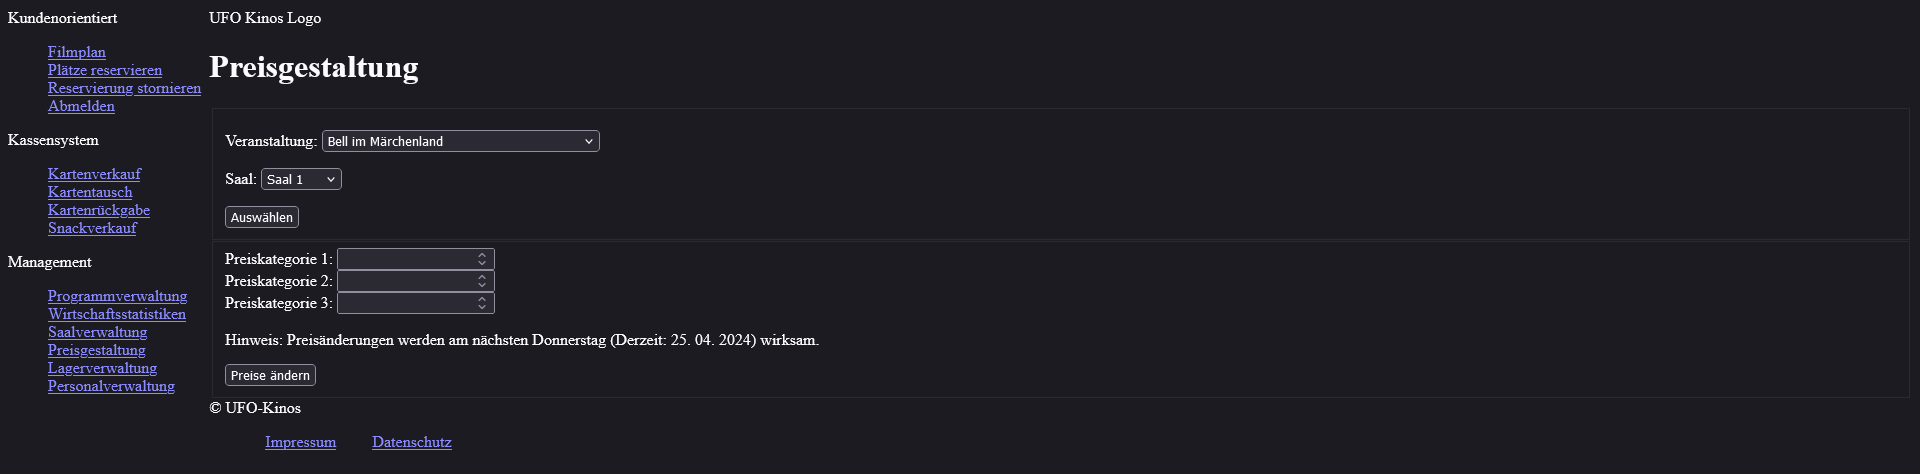 Kundenorientiert
Filmplan
Plätze reservieren
Reservierung stornieren
Abmelden
Kassensystem
Kartenverkauf
Kartentausch
Kartenrückgabe
Snackverkauf
Management
Programmverwaltung
Wirtschaftsstatistiken
Saalverwaltung
Preisgestaltung
Lagerverwaltung
Personalverwaltung
UFO Kinos Logo
Preisgestaltung
Veranstaltung: Bell im Märchenland
Saal: Saal 1
Auswählen
Preiskategorie 1:
Preiskategorie 2:
Preiskategorie 3:
Hinweis: Preisänderungen werden am nächsten Donnerstag (Derzeit: 25. 04. 2024) wirksam.
Preise ändern
© UFO-Kinos
Impressum Datenschutz